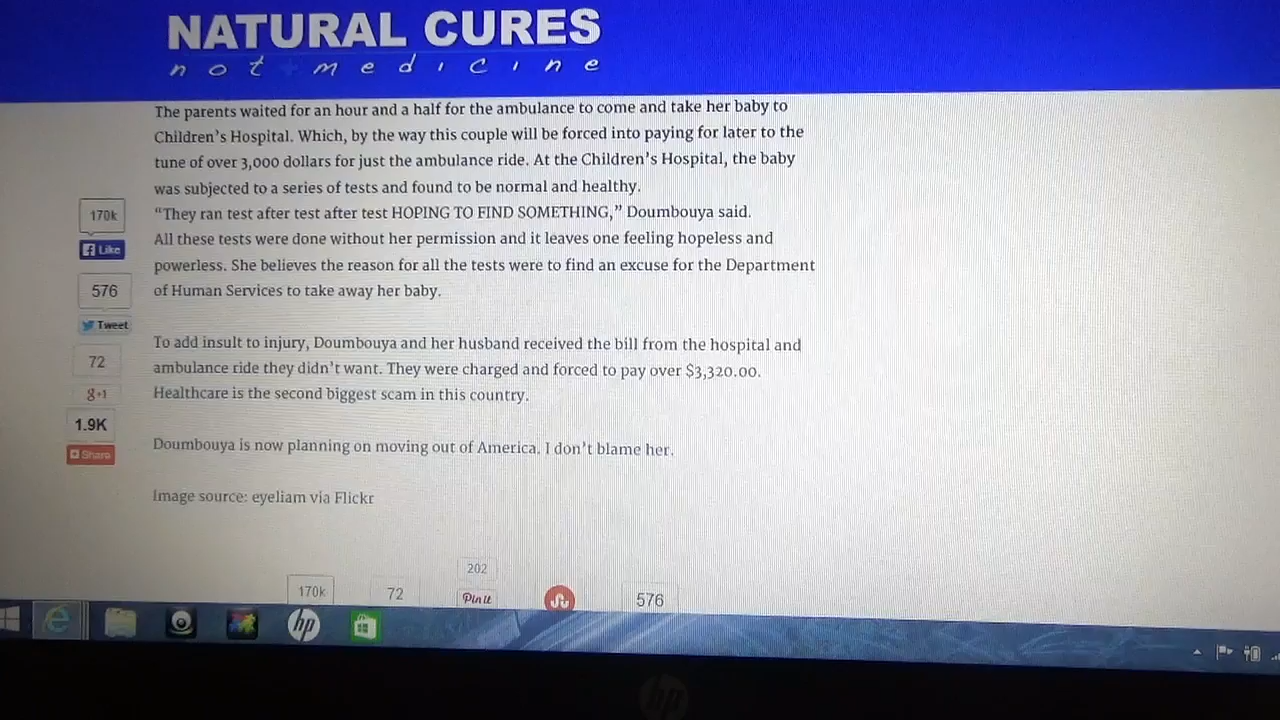 NATURAL CURES
not medicine
The parents waited for an hour and a half for the ambulance to come and take her baby to
Children's Hospital. Which, by the way this couple will be forced into paying for later to the
tune of over 3,000 dollars for just the ambulance ride. At the Children's Hospital, the baby
was subjected to a series of tests and found to be normal and healthy.
170k
"They ran test after test after test HOPING TO FIND SOMETHING," Doumbouya said.
Like
All these tests were done without her permission and it leaves one feeling hopeless and
powerless. She believes the reason for all the tests were to find an excuse for the Department
576
of Human Services to take away her baby.
Tweet
To add insult to injury, Doumbouya and her husband received the bill from the hospital and
72
ambulance ride they didn't want. They were charged and forced to pay over $3,320.00.
g+1
Healthcare is the second biggest scam in this country.
1.9K
Share
Doumbouya is now planning on moving out of America. I don't blame her.
Image source: eyeliam via Flickr
202
170k
72
Pin it
576
hp
hp